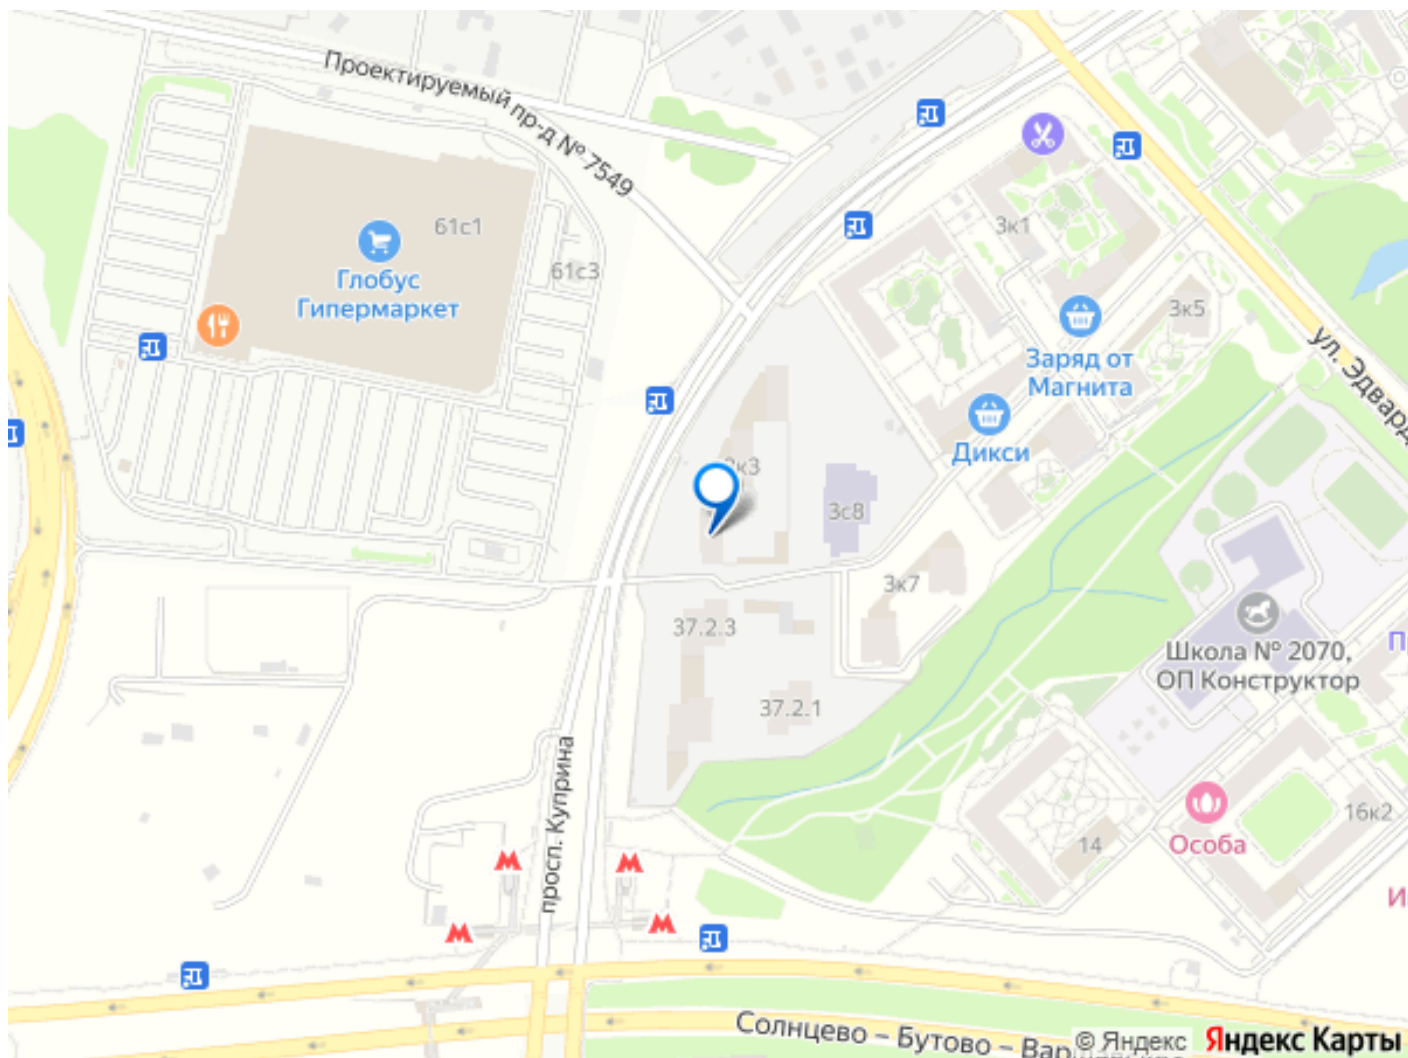 Проектируемый пр-д № 7549
61с1
Глобус
Гипермаркет
61с3
3к1
3к5
Заряд от
Магнита
ул. Эдвард
Дикси
3с8
3к7
37.2.3
37.2.1
Школа № 2070,
ОП Конструктор
просп. Куприна
Особа
14
16к2
М
М
М
М
Солнцево – Бутово –
© Яндекс Яндекс Карты